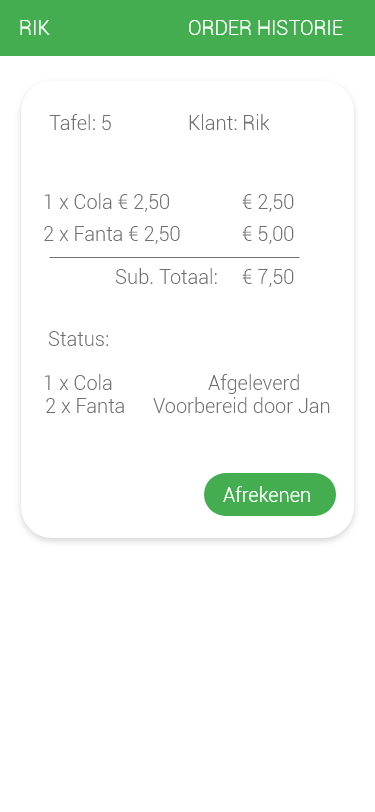 RIK ORDER HISTORIE
Tafel: 5 Klant: Rik
1 x Cola € 2,50 € 2,50
2 x Fanta € 2,50 € 5,00
Sub. Totaal: € 7,50
Status:
1 x Cola Afgeleverd
2 x Fanta Voorbereid door Jan
Afrekenen